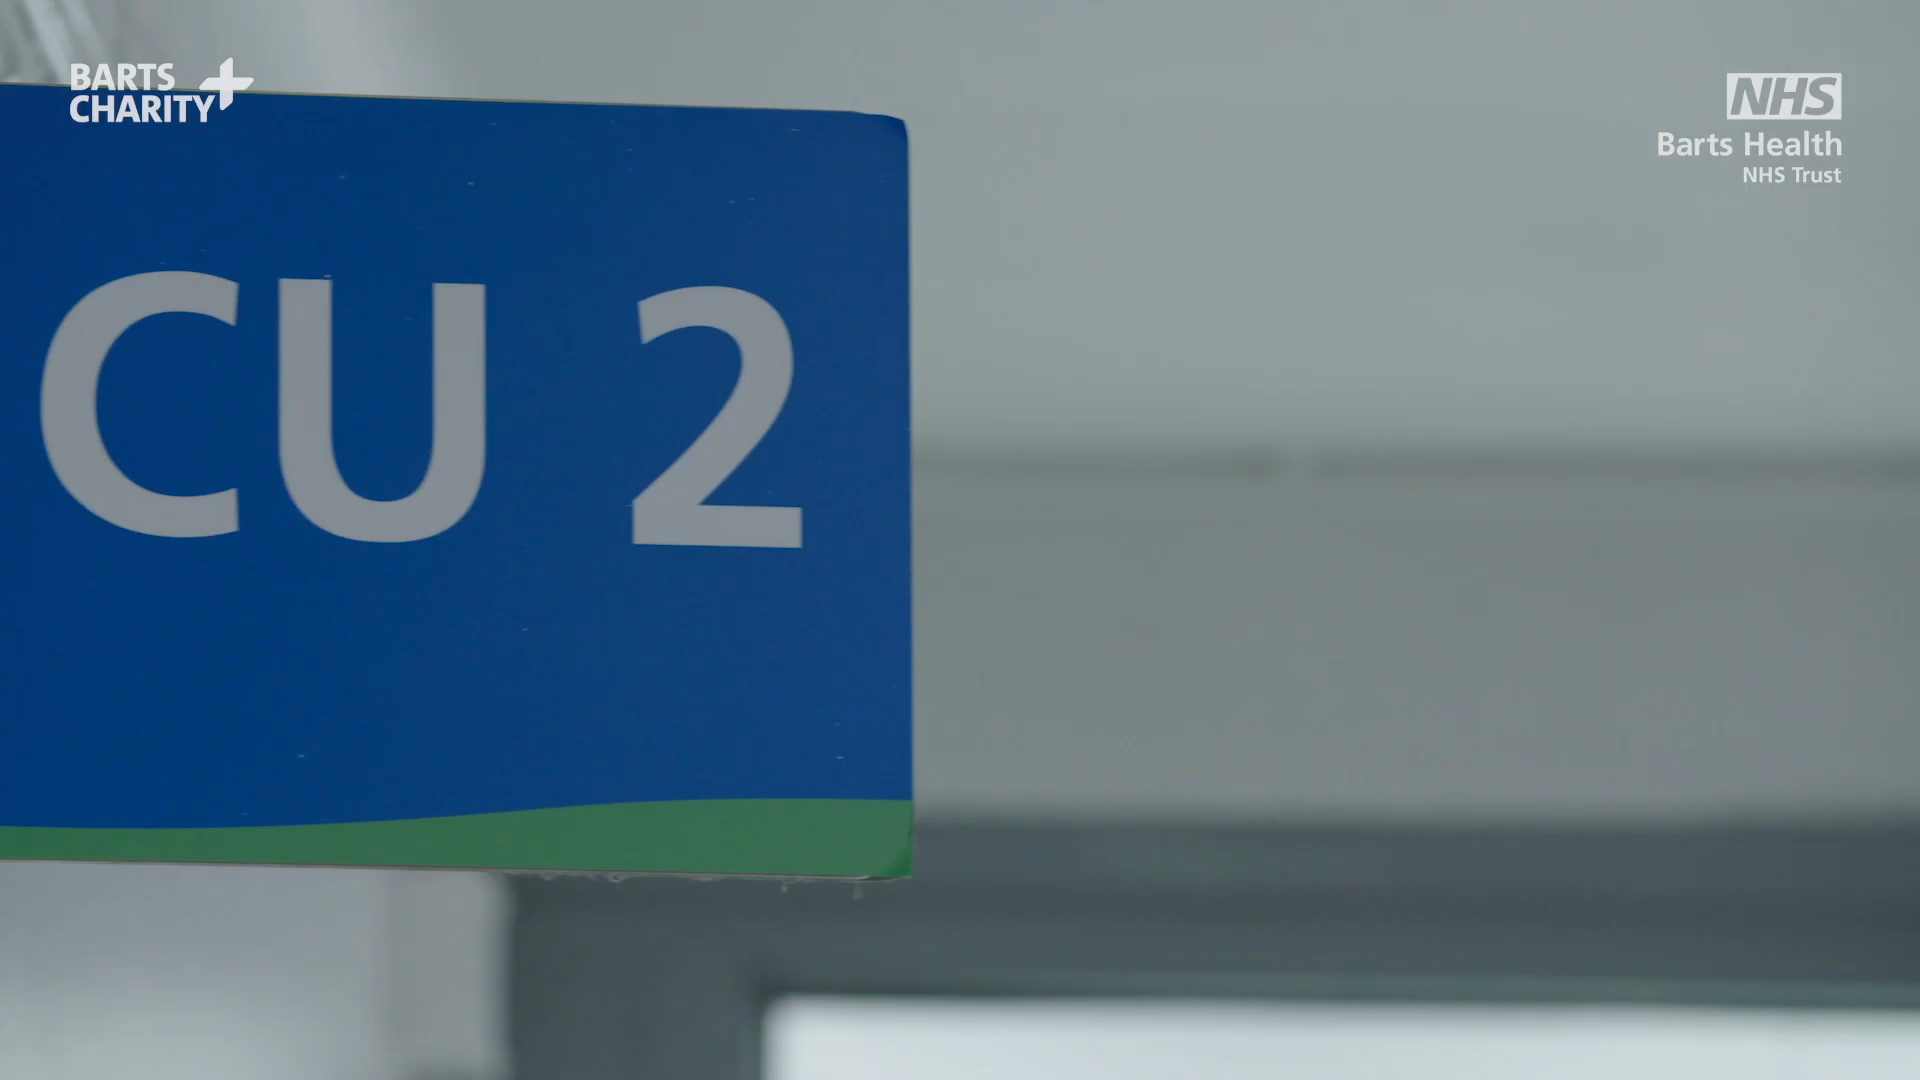 BARTS
CHARITY
NHS
Barts Health
NHS Trust
CU 2